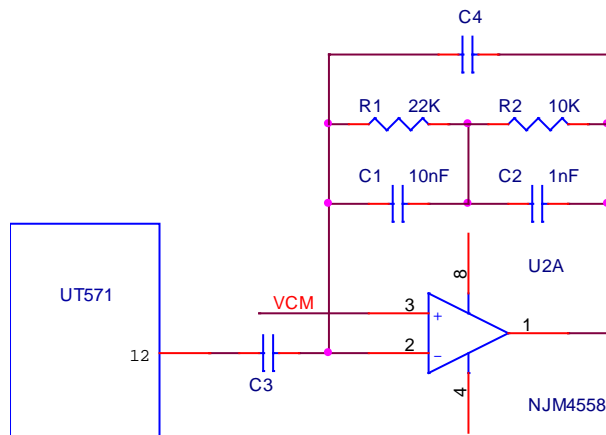 C4
R1 22K R2 10K
C1 10nF C2 1nF
8 U2A
UT571
VCM 3 + 1
12 2 -
C3 4 NJM4558